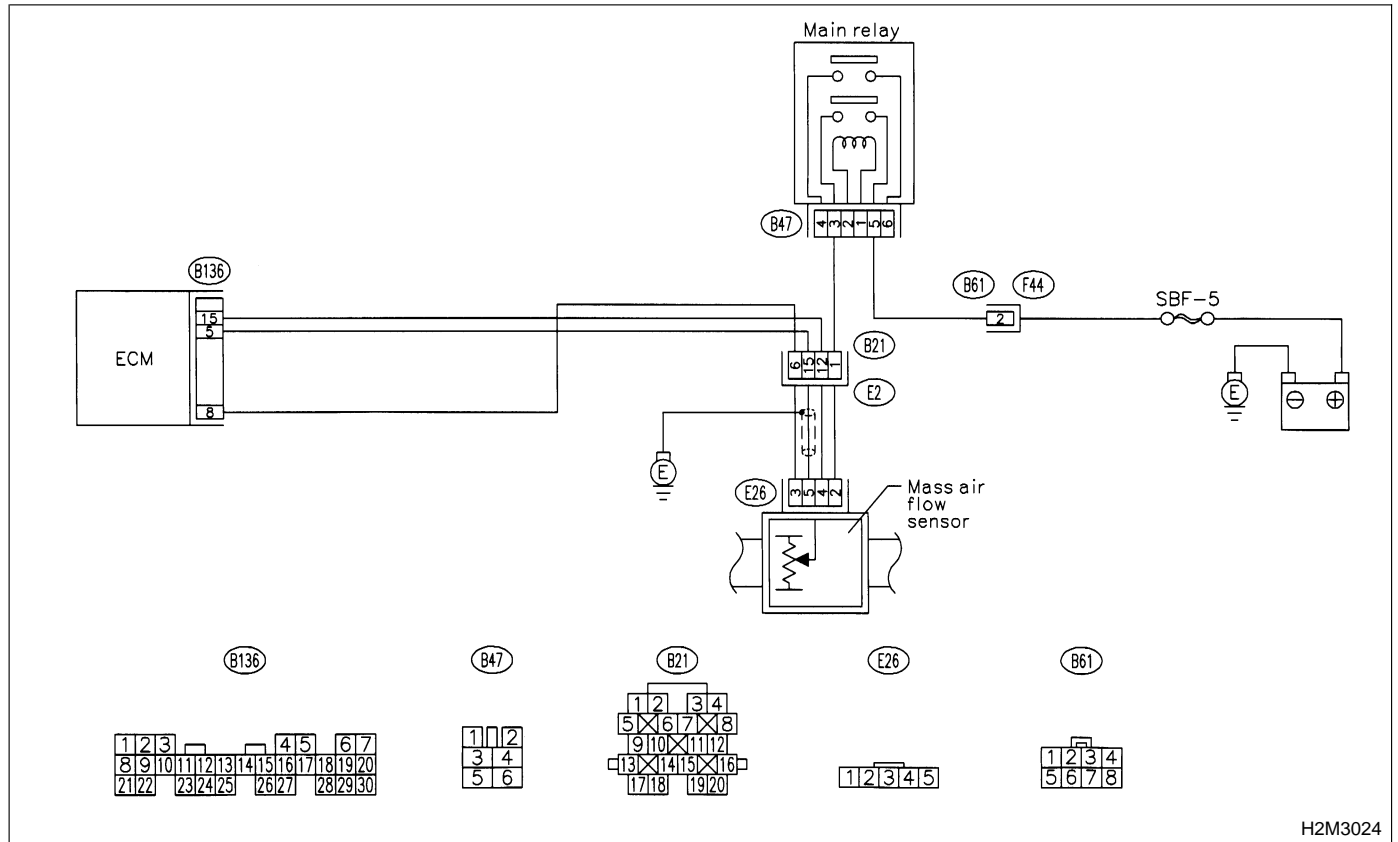 Main relay
B47
4 3 2 1 5 6
B136
15
5
8
ECM
B61
F44
2
SBF-5
B21
6 15 12 1
E2
E
⊖ ⊕
E
E26
3 5 4 2
Mass air
flow
sensor
B136
B47
B21
E26
B61
1 2 3 4 5 6 7
8 9 10 11 12 13 14 15 16 17 18 19 20
21 22 23 24 25 26 27 28 29 30
1 2
3 4
5 6
1 2 3 4
5 6 7 8
9 10 11 12
13 14 15 16
17 18 19 20
1 2 3 4 5
1 2 3 4
5 6 7 8
H2M3024